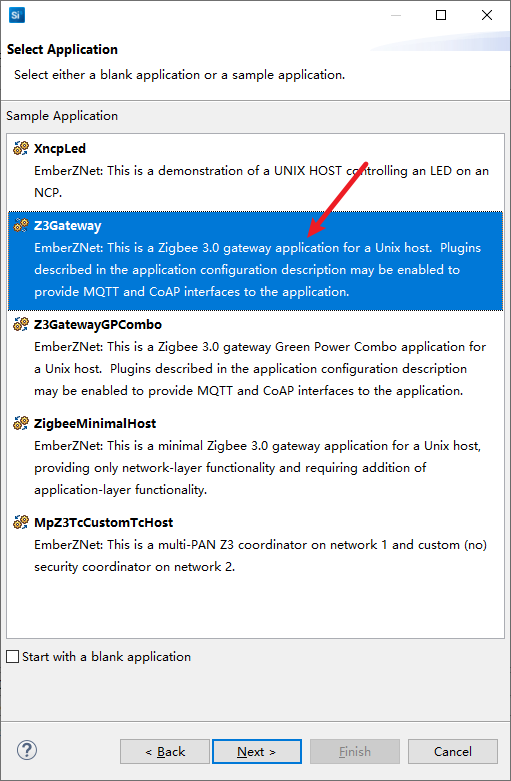 Si
Select Application
Select either a blank application or a sample application.
Sample Application
XncpLed
EmberZNet: This is a demonstration of a UNIX HOST controlling an LED on an
NCP.
Z3Gateway
EmberZNet: This is a Zigbee 3.0 gateway application for a Unix host.  Plugins
described in the application configuration description may be enabled to
provide MQTT and CoAP interfaces to the application.
Z3GatewayGPCombo
EmberZNet: This is a Zigbee 3.0 gateway Green Power Combo application for
a Unix host.  Plugins described in the application configuration description
may be enabled to provide MQTT and CoAP interfaces to the application.
ZigbeeMinimalHost
EmberZNet: This is a minimal Zigbee 3.0 gateway application for a Unix host,
providing only network-layer functionality and requiring addition of
application-layer functionality.
MpZ3TcCustomTcHost
EmberZNet: This is a multi-PAN Z3 coordinator on network 1 and custom (no)
security coordinator on network 2.
Start with a blank application
? < Back Next > Finish Cancel